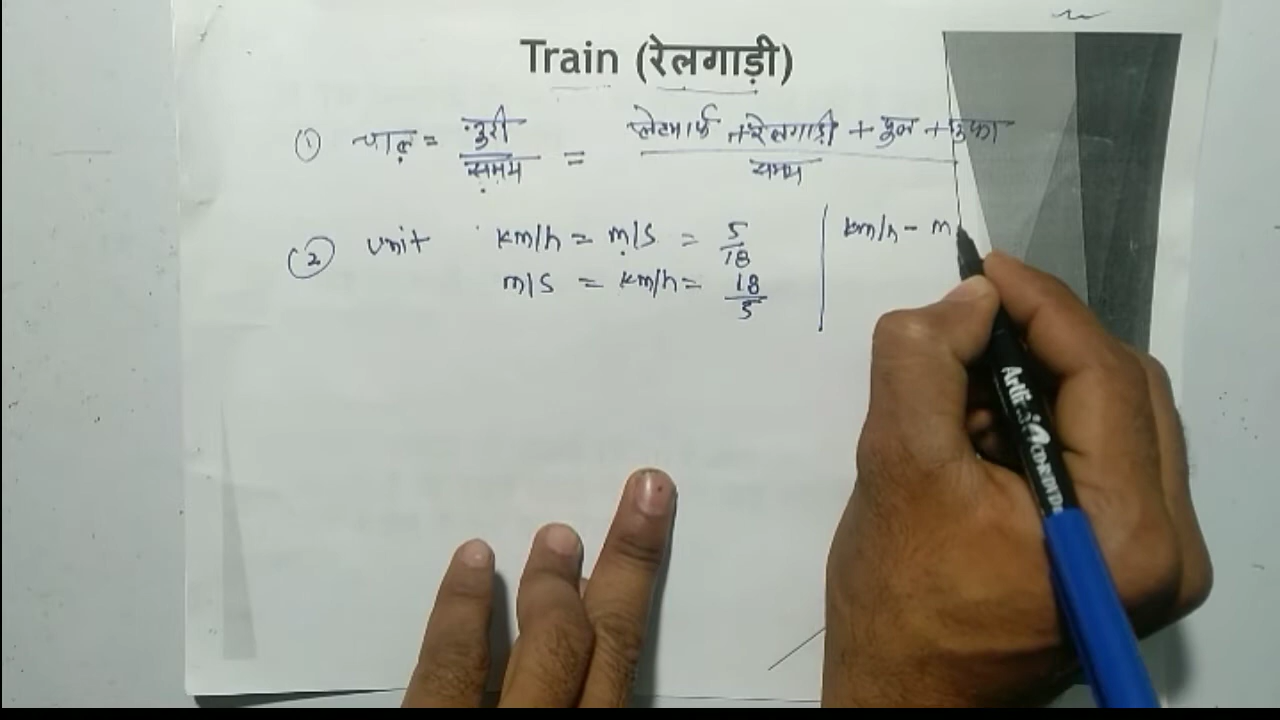 Train (रेलगाड़ी)
① चाल = दुरी / समय = प्लेटफार्म + रेलगाड़ी + पुल + गुफा / समय
② Unit km/h = m/s = 5/18
m/s = km/h = 18/5
km/h - m